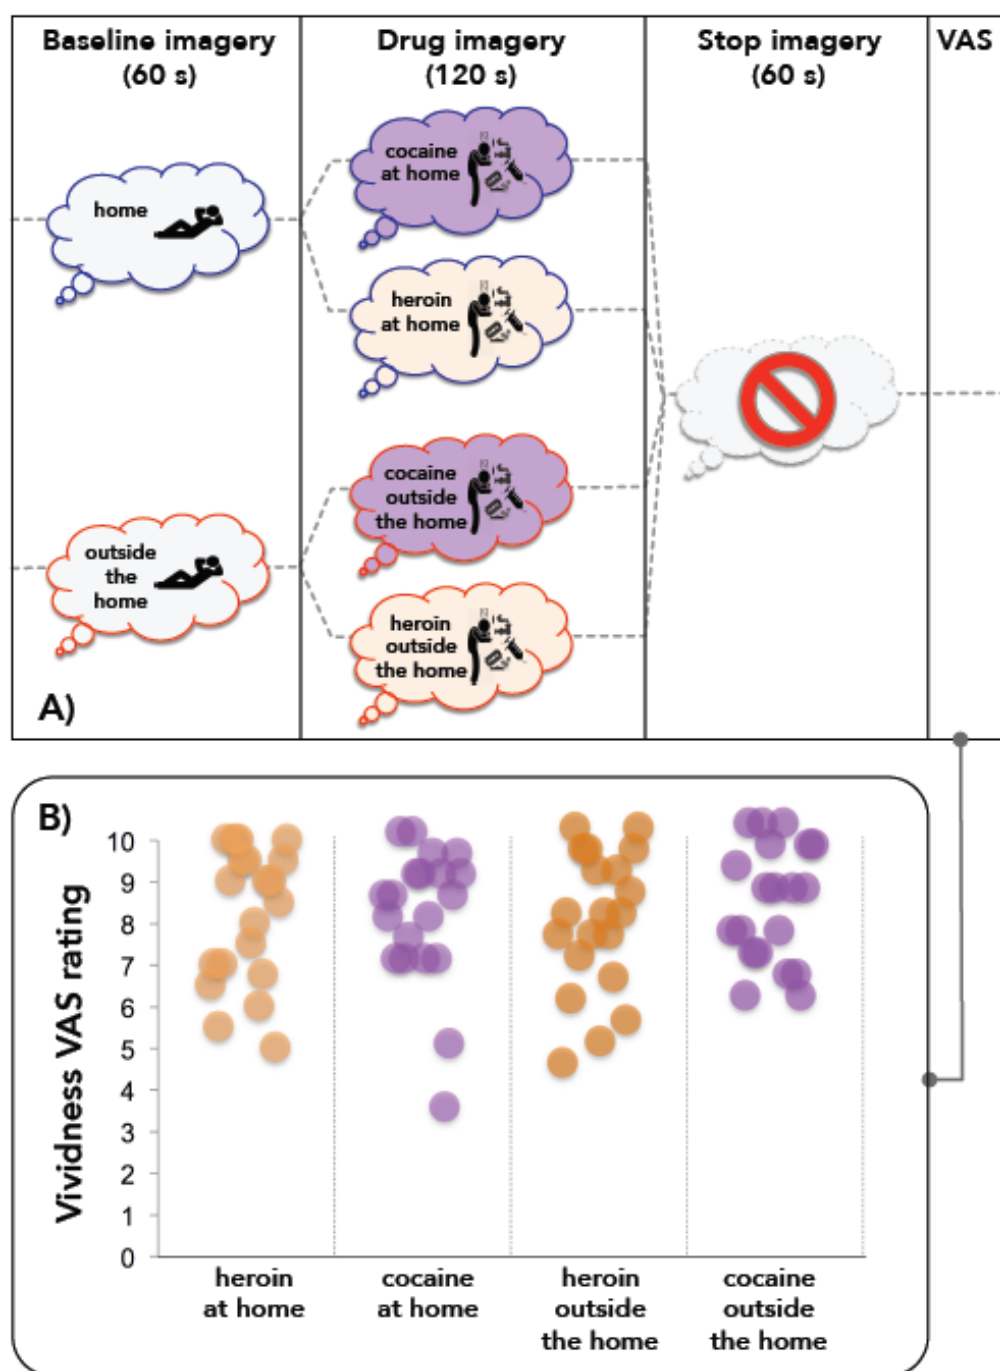 Baseline imagery
(60 s)
Drug imagery
(120 s)
Stop imagery
(60 s)
VAS
home
cocaine
at home
heroin
at home
outside
the
home
cocaine
outside
the home
heroin
outside
the home
A)
B)
Vividness VAS rating
10
9
8
7
6
5
4
3
2
1
0
heroin
at home
cocaine
at home
heroin
outside
the home
cocaine
outside
the home